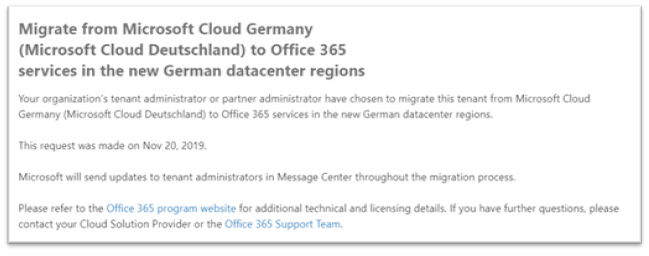 Migrate from Microsoft Cloud Germany
(Microsoft Cloud Deutschland) to Office 365
services in the new German datacenter regions
Your organization's tenant administrator or partner administrator have chosen to migrate this tenant from Microsoft Cloud
Germany (Microsoft Cloud Deutschland) to Office 365 services in the new German datacenter regions.
This request was made on Nov 20, 2019.
Microsoft will send updates to tenant administrators in Message Center throughout the migration process.
Please refer to the Office 365 program website for additional technical and licensing details. If you have further questions, please
contact your Cloud Solution Provider or the Office 365 Support Team.